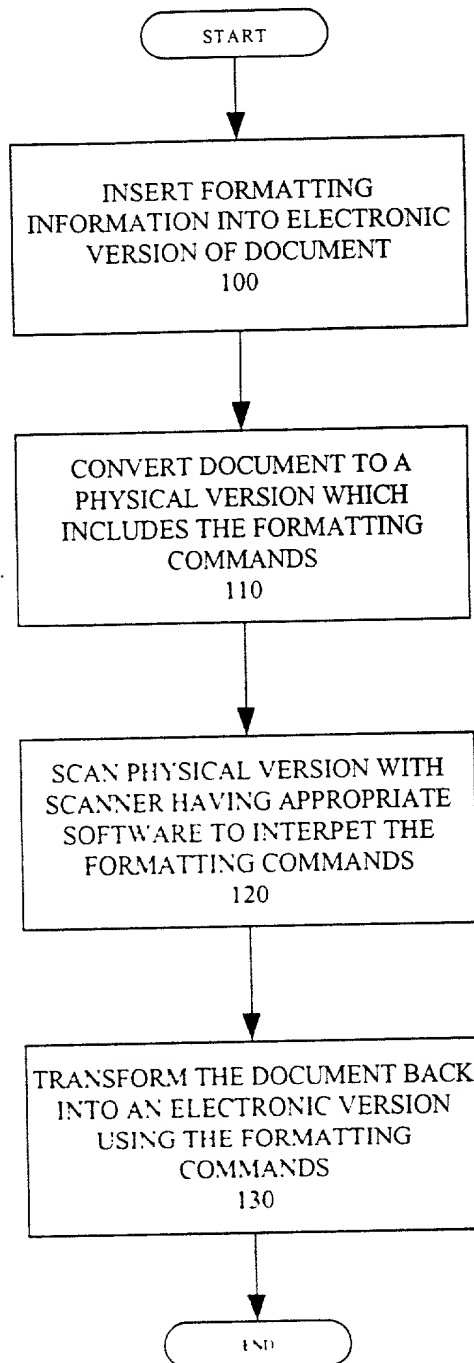 START
INSERT FORMATTING
INFORMATION INTO ELECTRONIC
VERSION OF DOCUMENT
100
CONVERT DOCUMENT TO A
PHYSICAL VERSION WHICH
INCLUDES THE FORMATTING
COMMANDS
110
SCAN PHYSICAL VERSION WITH
SCANNER HAVING APPROPRIATE
SOFTWARE TO INTERPET THE
FORMATTING COMMANDS
120
TRANSFORM THE DOCUMENT BACK
INTO AN ELECTRONIC VERSION
USING THE FORMATTING
COMMANDS
130
END